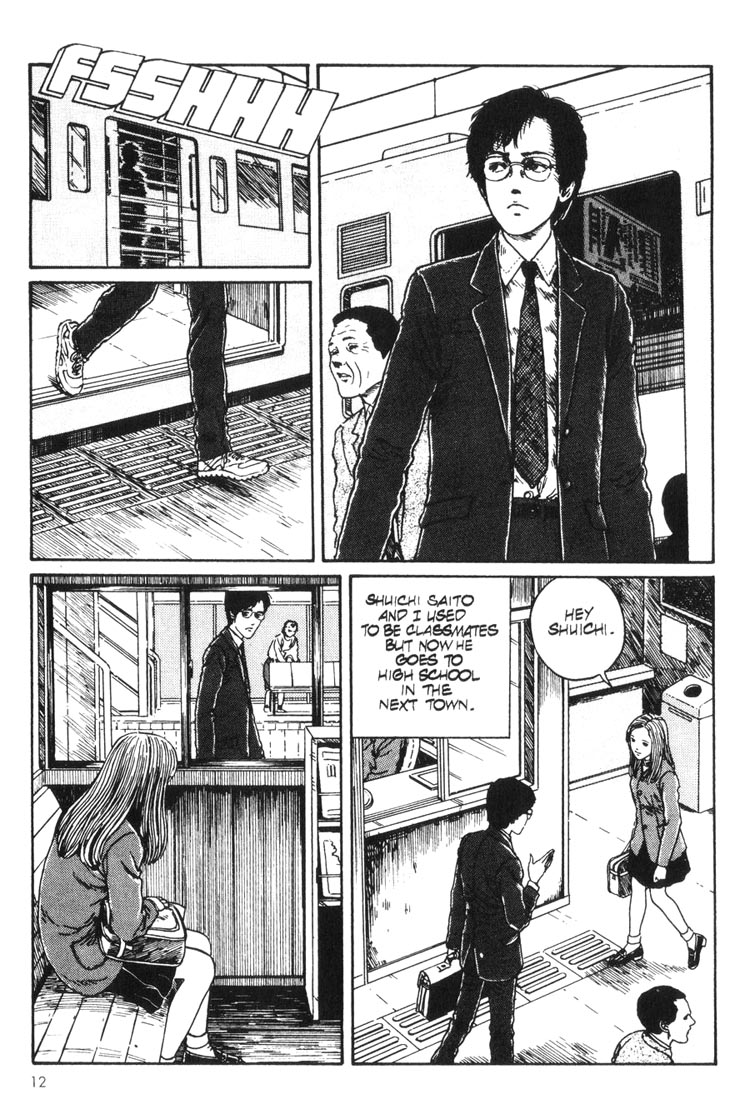 FSSHHH
SHUICHI SAITO
AND I USED
TO BE CLASSMATES
BUT NOW HE
GOES TO
HIGH SCHOOL
IN THE
NEXT TOWN.
HEY
SHUICHI.
12